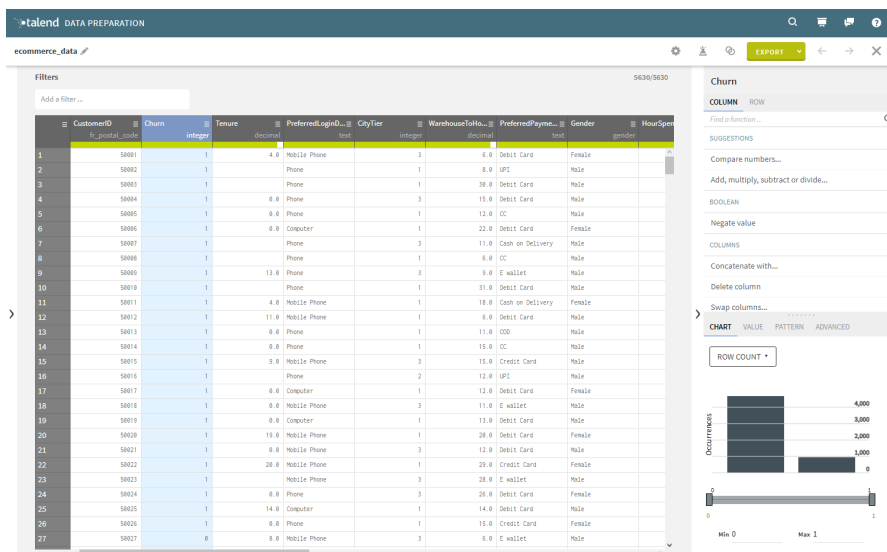 talend DATA PREPARATION
ecommerce_data
EXPORT
Filters 5630/5630
Add a filter ...
CustomerID Churn Tenure PreferredLoginD... CityTier WarehouseToHo... PreferredPayme... Gender HourSpen
fr_postal_code integer decimal text integer decimal text gender
1 50001 1 4.0 Mobile Phone 3 6.0 Debit Card Female
2 50002 1 Phone 1 8.0 UPI Male
3 50003 1 Phone 1 30.0 Debit Card Male
4 50004 1 0.0 Phone 3 15.0 Debit Card Male
5 50005 1 0.0 Phone 1 12.0 CC Male
6 50006 1 0.0 Computer 1 22.0 Debit Card Female
7 50007 1 Phone 3 11.0 Cash on Delivery Male
8 50008 1 Phone 1 6.0 CC Male
9 50009 1 13.0 Phone 3 9.0 E wallet Male
10 50010 1 Phone 1 31.0 Debit Card Male
11 50011 1 4.0 Mobile Phone 1 18.0 Cash on Delivery Female
12 50012 1 11.0 Mobile Phone 1 6.0 Debit Card Male
13 50013 1 0.0 Phone 1 11.0 COD Male
14 50014 1 0.0 Phone 1 15.0 CC Male
15 50015 1 9.0 Mobile Phone 3 15.0 Credit Card Female
16 50016 1 Phone 2 12.0 UPI Male
17 50017 1 0.0 Computer 1 12.0 Debit Card Female
18 50018 1 0.0 Mobile Phone 3 11.0 E wallet Male
19 50019 1 0.0 Computer 1 13.0 Debit Card Male
20 50020 1 19.0 Mobile Phone 1 20.0 Debit Card Female
21 50021 1 0.0 Mobile Phone 3 12.0 Debit Card Male
22 50022 1 20.0 Mobile Phone 1 29.0 Credit Card Female
23 50023 1 Mobile Phone 3 28.0 E wallet Male
24 50024 1 0.0 Phone 3 26.0 Debit Card Female
25 50025 1 14.0 Computer 1 14.0 Debit Card Male
26 50026 1 0.0 Phone 1 15.0 Credit Card Female
27 50027 0 8.0 Mobile Phone 3 6.0 E wallet Male
Churn
COLUMN ROW
Find a function ...
SUGGESTIONS
Compare numbers...
Add, multiply, subtract or divide...
BOOLEAN
Negate value
COLUMNS
Concatenate with...
Delete column
Swap columns...
CHART VALUE PATTERN ADVANCED
ROW COUNT
Occurrences
4,000
3,000
2,000
1,000
0
0 1
0 1
Min 0 Max 1